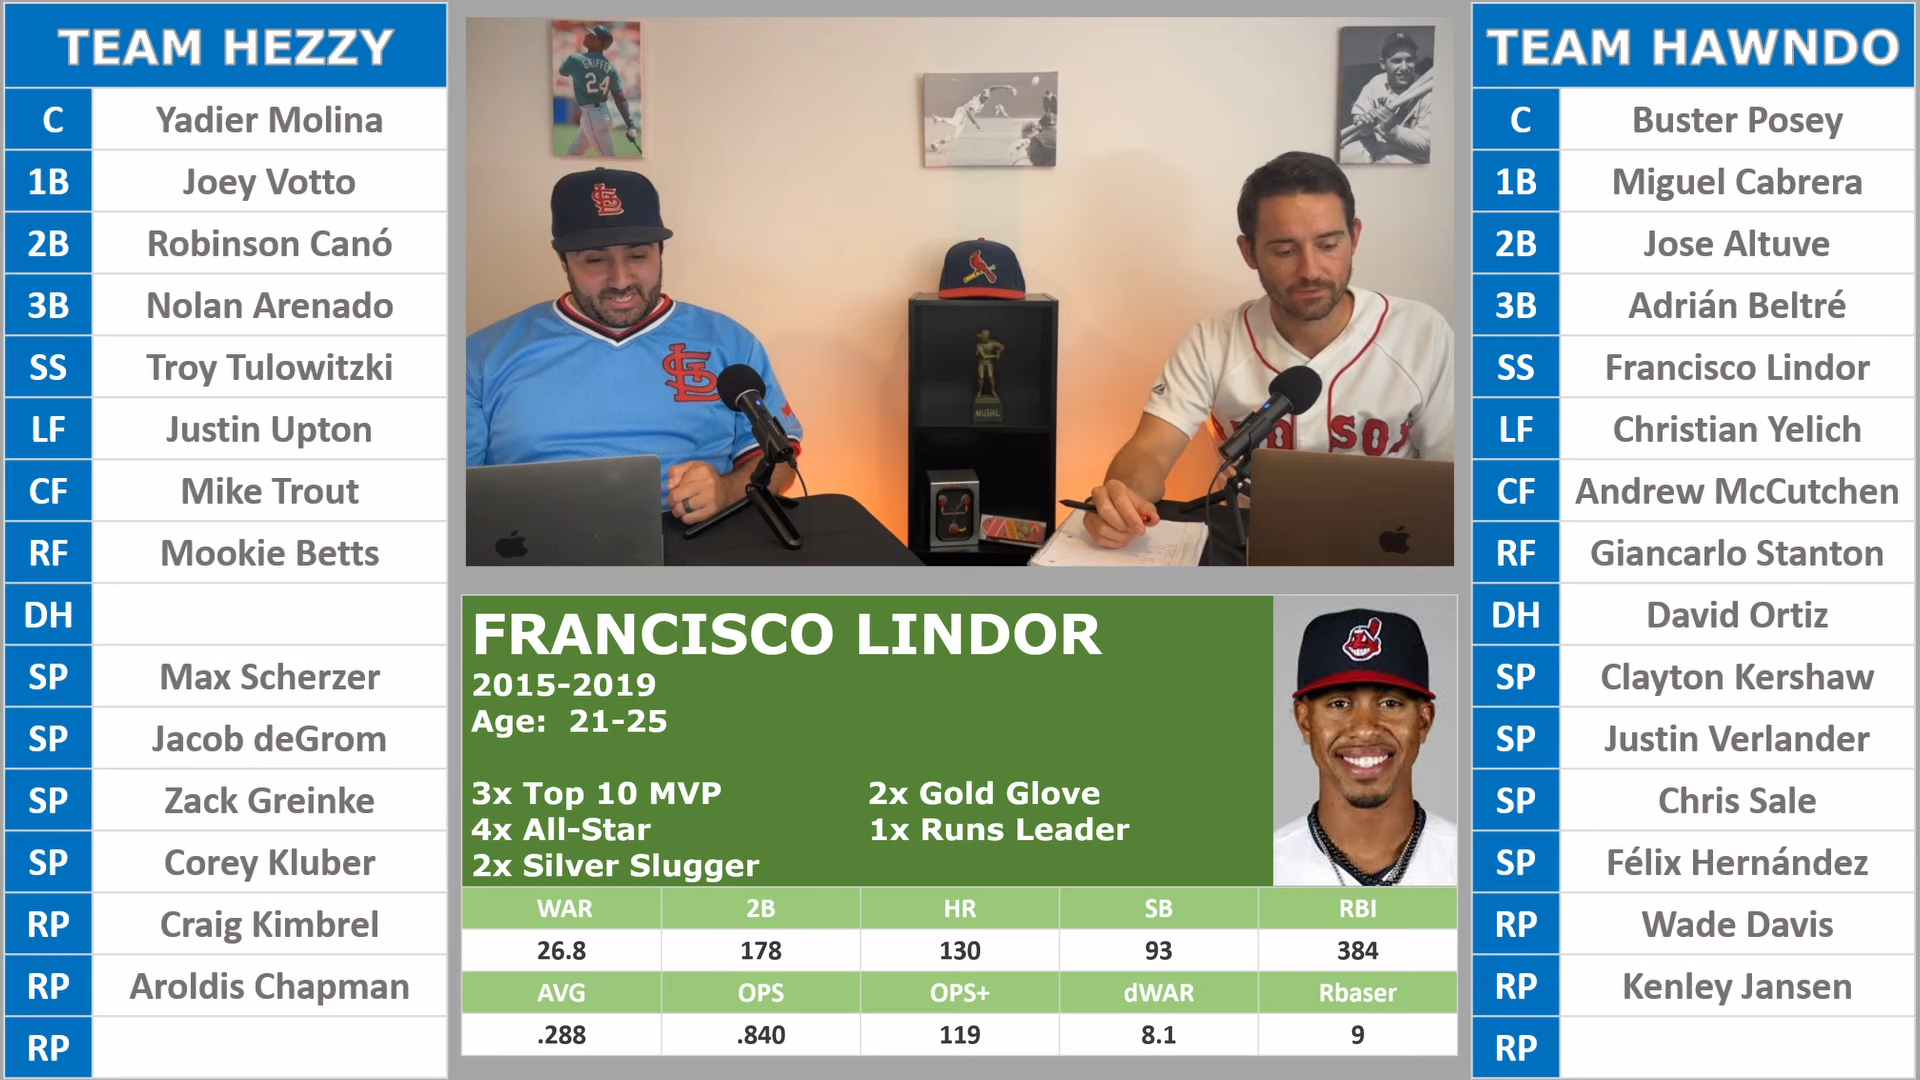 TEAM HEZZY
C Yadier Molina
1B Joey Votto
2B Robinson Canó
3B Nolan Arenado
SS Troy Tulowitzki
LF Justin Upton
CF Mike Trout
RF Mookie Betts
DH
SP Max Scherzer
SP Jacob deGrom
SP Zack Greinke
SP Corey Kluber
RP Craig Kimbrel
RP Aroldis Chapman
RP
GRIFFEY
24
STL
STL
MUSIAL
SOX
FRANCISCO LINDOR
2015-2019
Age: 21-25
3x Top 10 MVP 2x Gold Glove
4x All-Star 1x Runs Leader
2x Silver Slugger
WAR 2B HR SB RBI
26.8 178 130 93 384
AVG OPS OPS+ dWAR Rbaser
.288 .840 119 8.1 9
TEAM HAWNDO
C Buster Posey
1B Miguel Cabrera
2B Jose Altuve
3B Adrián Beltré
SS Francisco Lindor
LF Christian Yelich
CF Andrew McCutchen
RF Giancarlo Stanton
DH David Ortiz
SP Clayton Kershaw
SP Justin Verlander
SP Chris Sale
SP Félix Hernández
RP Wade Davis
RP Kenley Jansen
RP